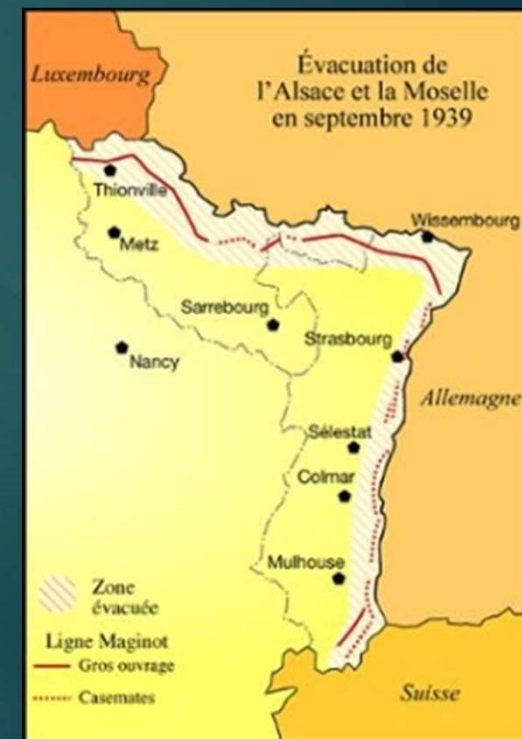 Luxembourg
Évacuation de
l'Alsace et la Moselle
en septembre 1939
Thionville
Wissembourg
Metz
Sarrebourg
Strasbourg
Nancy
Allemagne
Sélestat
Colmar
Mulhouse
Zone
évacuée
Ligne Maginot
Gros ouvrage
Casemates
Suisse